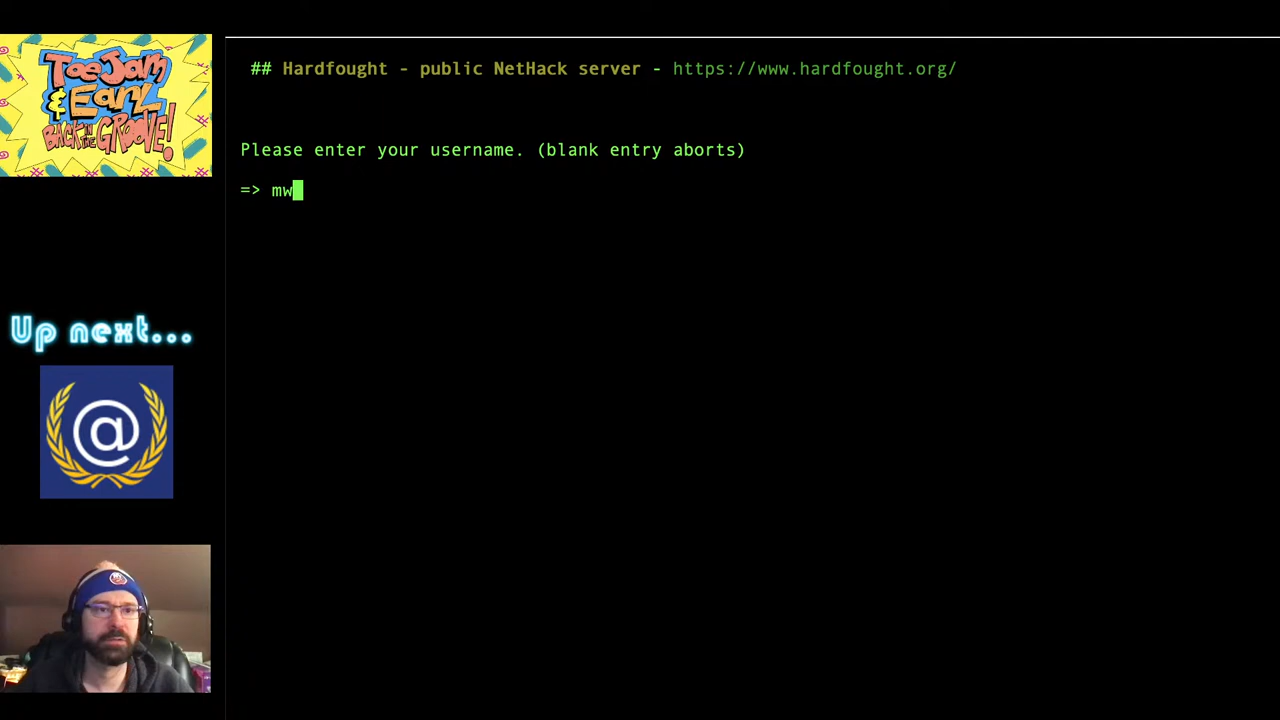 ToeJam
& Earl
BACK IN THE GROOVE!
## Hardfought - public NetHack server - https://www.hardfought.org/
Please enter your username. (blank entry aborts)
=> mw
Up next...
@